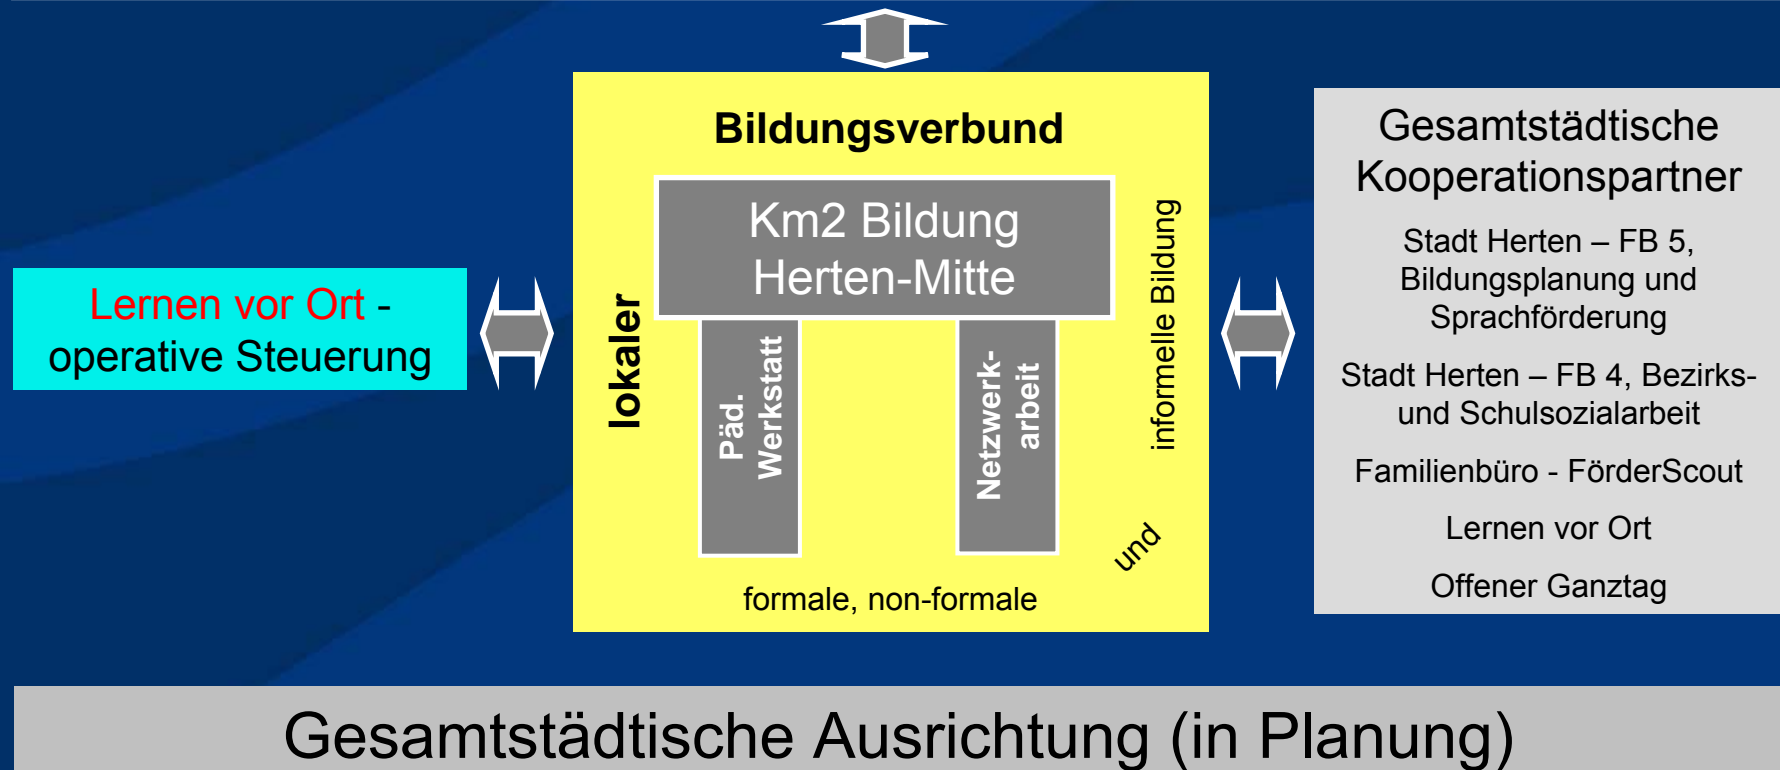 Bildungsverbund
Km2 Bildung
Herten-Mitte
lokaler
Päd.
Werkstatt
Netzwerk-
arbeit
informelle Bildung
und
formale, non-formale
Lernen vor Ort -
operative Steuerung
Gesamtstädtische
Kooperationspartner
Stadt Herten – FB 5,
Bildungsplanung und
Sprachförderung
Stadt Herten – FB 4, Bezirks-
und Schulsozialarbeit
Familienbüro - FörderScout
Lernen vor Ort
Offener Ganztag
Gesamtstädtische Ausrichtung (in Planung)